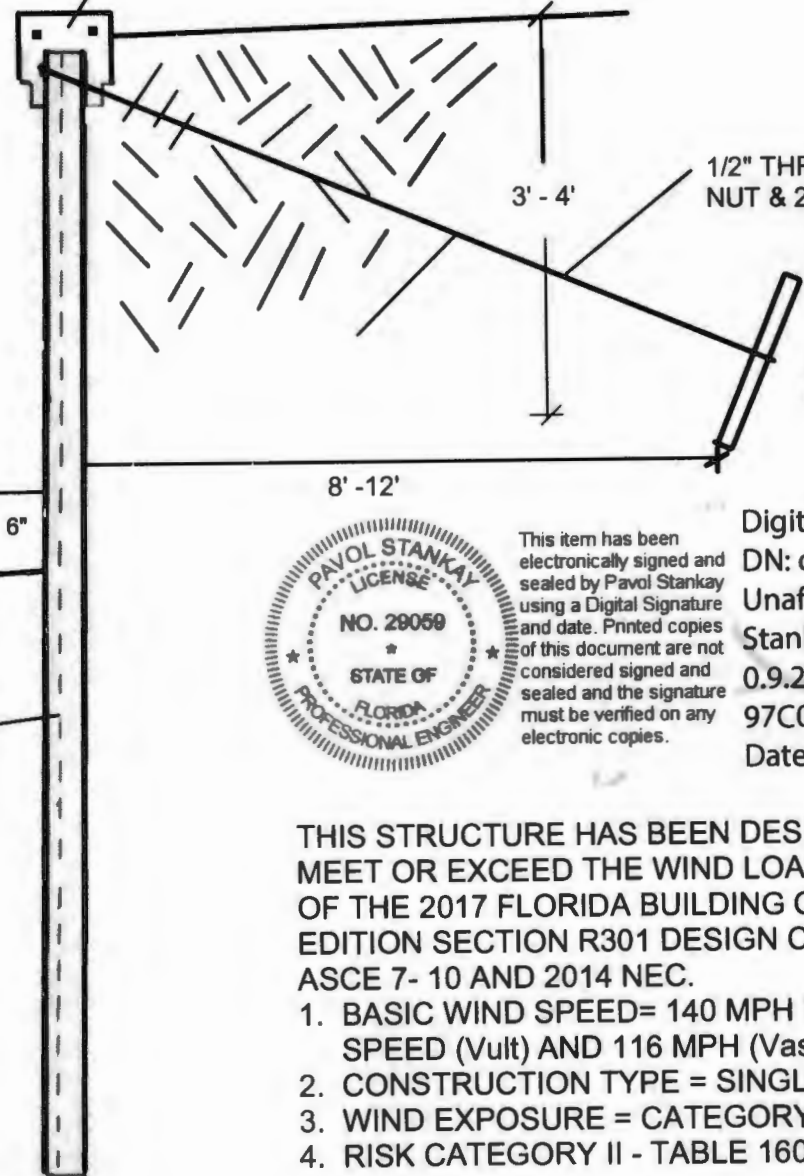 3' - 4'
1/2" THR
NUT & 2
8' -12'
6"
PAVOL STANKAY
LICENSE
NO. 29059
*
STATE OF
FLORIDA
* PROFESSIONAL ENGINEER *
This item has been
electronically signed and
sealed by Pavol Stankay
using a Digital Signature
and date. Printed copies
of this document are not
considered signed and
sealed and the signature
must be verified on any
electronic copies.
Digit
DN: c
Unaf
Stanl
0.9.2
97C0
Date
THIS STRUCTURE HAS BEEN DES
MEET OR EXCEED THE WIND LOA
OF THE 2017 FLORIDA BUILDING C
EDITION SECTION R301 DESIGN C
ASCE 7- 10 AND 2014 NEC.
1. BASIC WIND SPEED= 140 MPH
SPEED (Vult) AND 116 MPH (Vas
2. CONSTRUCTION TYPE = SINGL
3. WIND EXPOSURE = CATEGORY
4. RISK CATEGORY II - TABLE 160